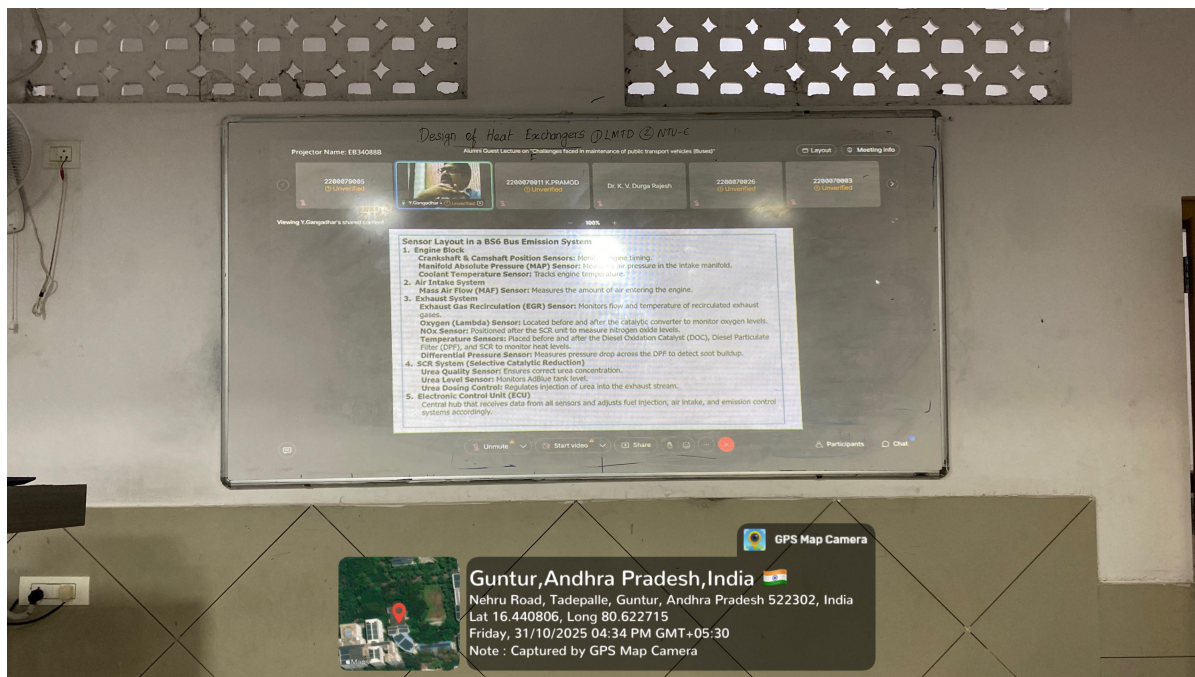 Design of Heat Exchangers ① LMTD ② NTU-E
Projector Name: EB34088B
Alumni Guest Lecture on "Challenges faced in maintenance of public transport vehicles (Buses)"
Layout
Meeting info
2200079005
Unverified
Y.Gangadhar
Unverified
2200070011 K.PRAMOD
Unverified
Dr. K. V. Durga Rajesh
Unverified
2200070003
Unverified
Viewing Y.Gangadhar's shared content
100%
Sensor Layout in a BS6 Bus Emission System
1. Engine Block
Crankshaft & Camshaft Position Sensors: engine timing.
Manifold Absolute Pressure (MAP) Sensor: air pressure in the intake manifold.
Coolant Temperature Sensor: Tracks engine temperature.
2. Air Intake System
Mass Air Flow (MAF) Sensor: Measures the amount of air entering the engine.
3. Exhaust System
Exhaust Gas Recirculation (EGR) Sensor: Monitors flow and temperature of recirculated exhaust
gases.
Oxygen (Lambda) Sensor: Located before and after the catalytic converter to monitor oxygen levels.
NOx Sensor: Positioned after the SCR unit to measure nitrogen oxide levels.
Temperature Sensors: Placed before and after the Diesel Oxidation Catalyst (DOC), Diesel Particulate
Filter (DPF), and SCR to monitor heat levels.
Differential Pressure Sensor: Measures pressure drop across the DPF to detect soot buildup.
4. SCR System (Selective Catalytic Reduction)
Urea Quality Sensor: Ensures correct urea concentration.
Urea Level Sensor: Monitors AdBlue tank level.
Urea Dosing Control: Regulates injection of urea into the exhaust stream.
5. Electronic Control Unit (ECU)
Central hub that receives data from all sensors and adjusts fuel injection, air intake, and emission control
systems accordingly.
Unmute
Start video
Share
Participants
Chat
GPS Map Camera
Guntur,Andhra Pradesh,India
Nehru Road, Tadepalle, Guntur, Andhra Pradesh 522302, India
Lat 16.440806, Long 80.622715
Friday, 31/10/2025 04:34 PM GMT+05:30
Note : Captured by GPS Map Camera
Maps